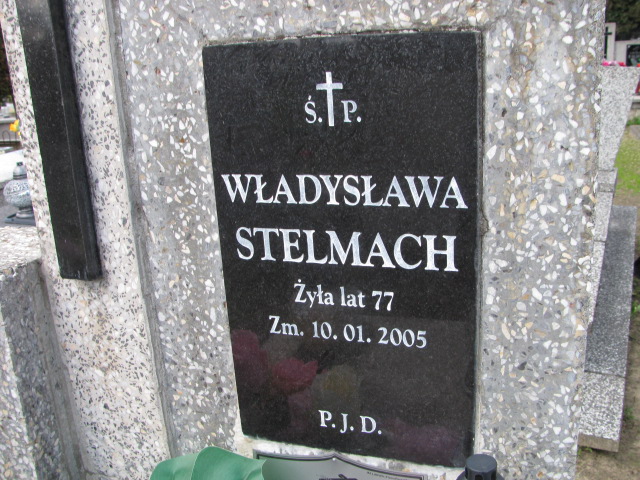 Ś. P.
WŁADYSŁAWA
STELMACH
Żyła lat 77
Zm. 10. 01. 2005
P. J. D.